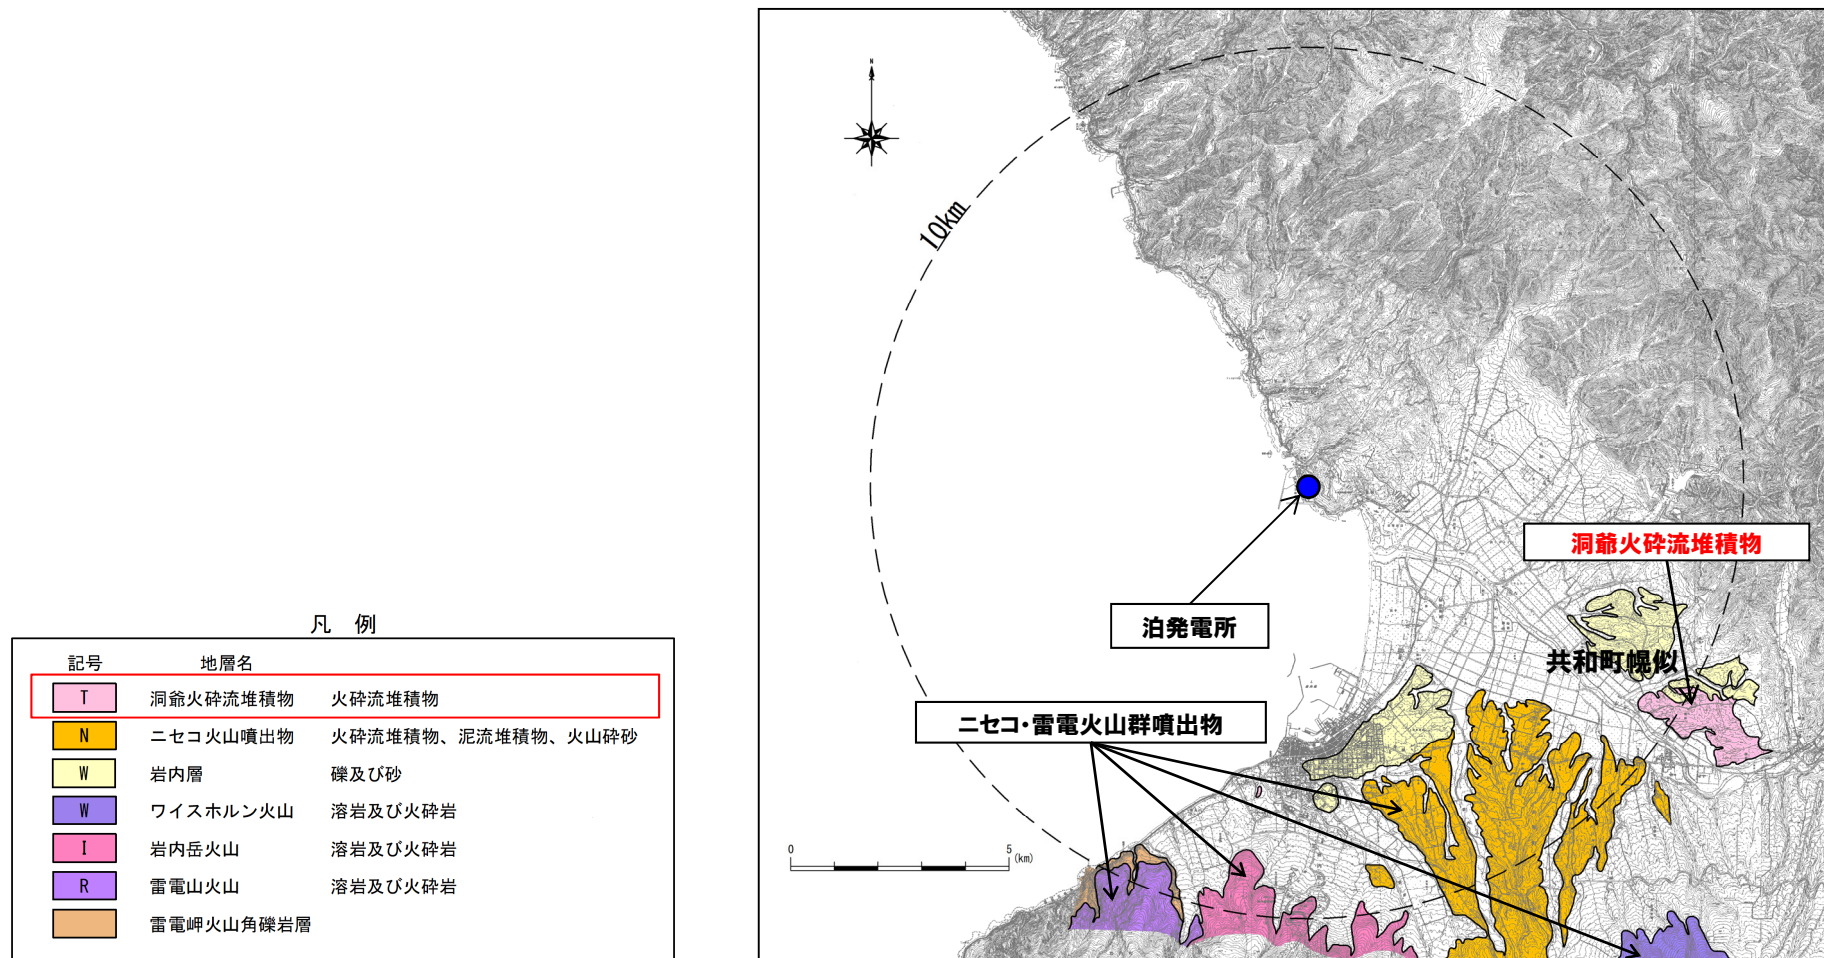 N
10km
洞爺火砕流堆積物
泊発電所
共和町幌似
ニセコ・雷電火山群噴出物
0 5 (km)
凡 例
記号 地層名
T 洞爺火砕流堆積物 火砕流堆積物
N ニセコ火山噴出物 火砕流堆積物、泥流堆積物、火山砕砂
W 岩内層 礫及び砂
W ワイスホルン火山 溶岩及び火砕岩
I 岩内岳火山 溶岩及び火砕岩
R 雷電山火山 溶岩及び火砕岩
雷電岬火山角礫岩層